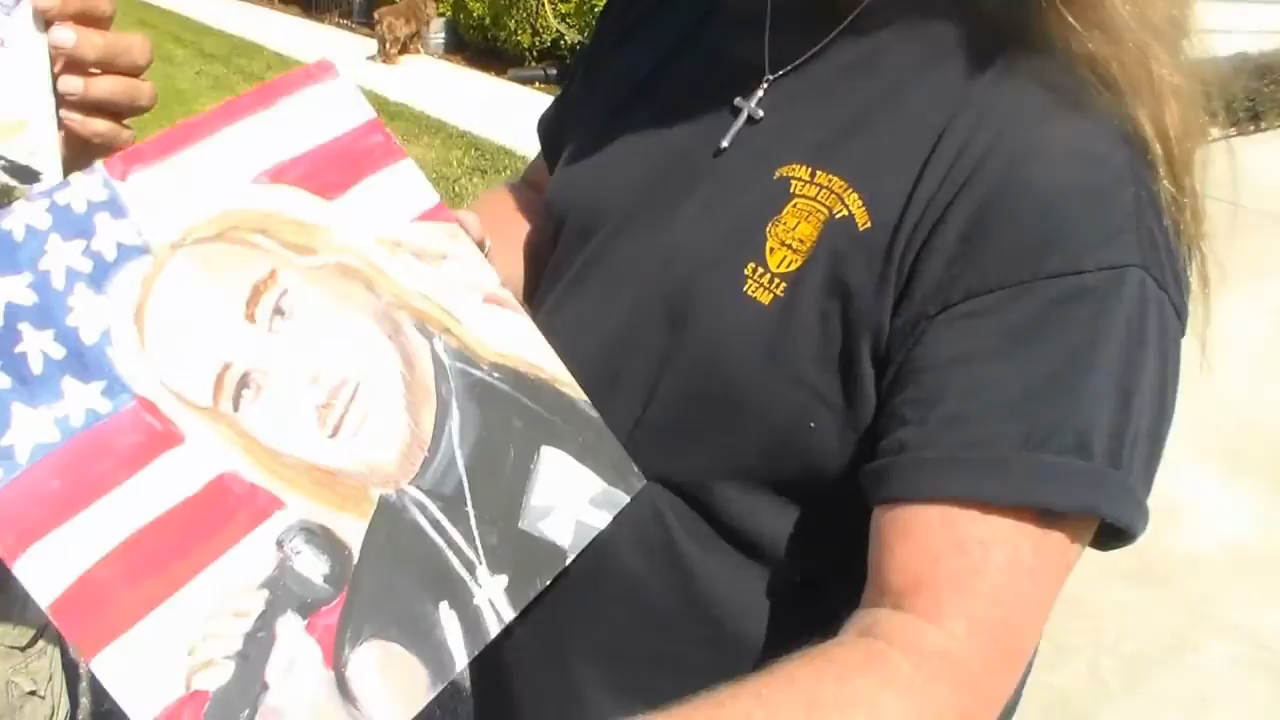 SPECIAL TACTICAL ASSAULT
TEAM ELEMENT
S.T.A.T.E.
TEAM